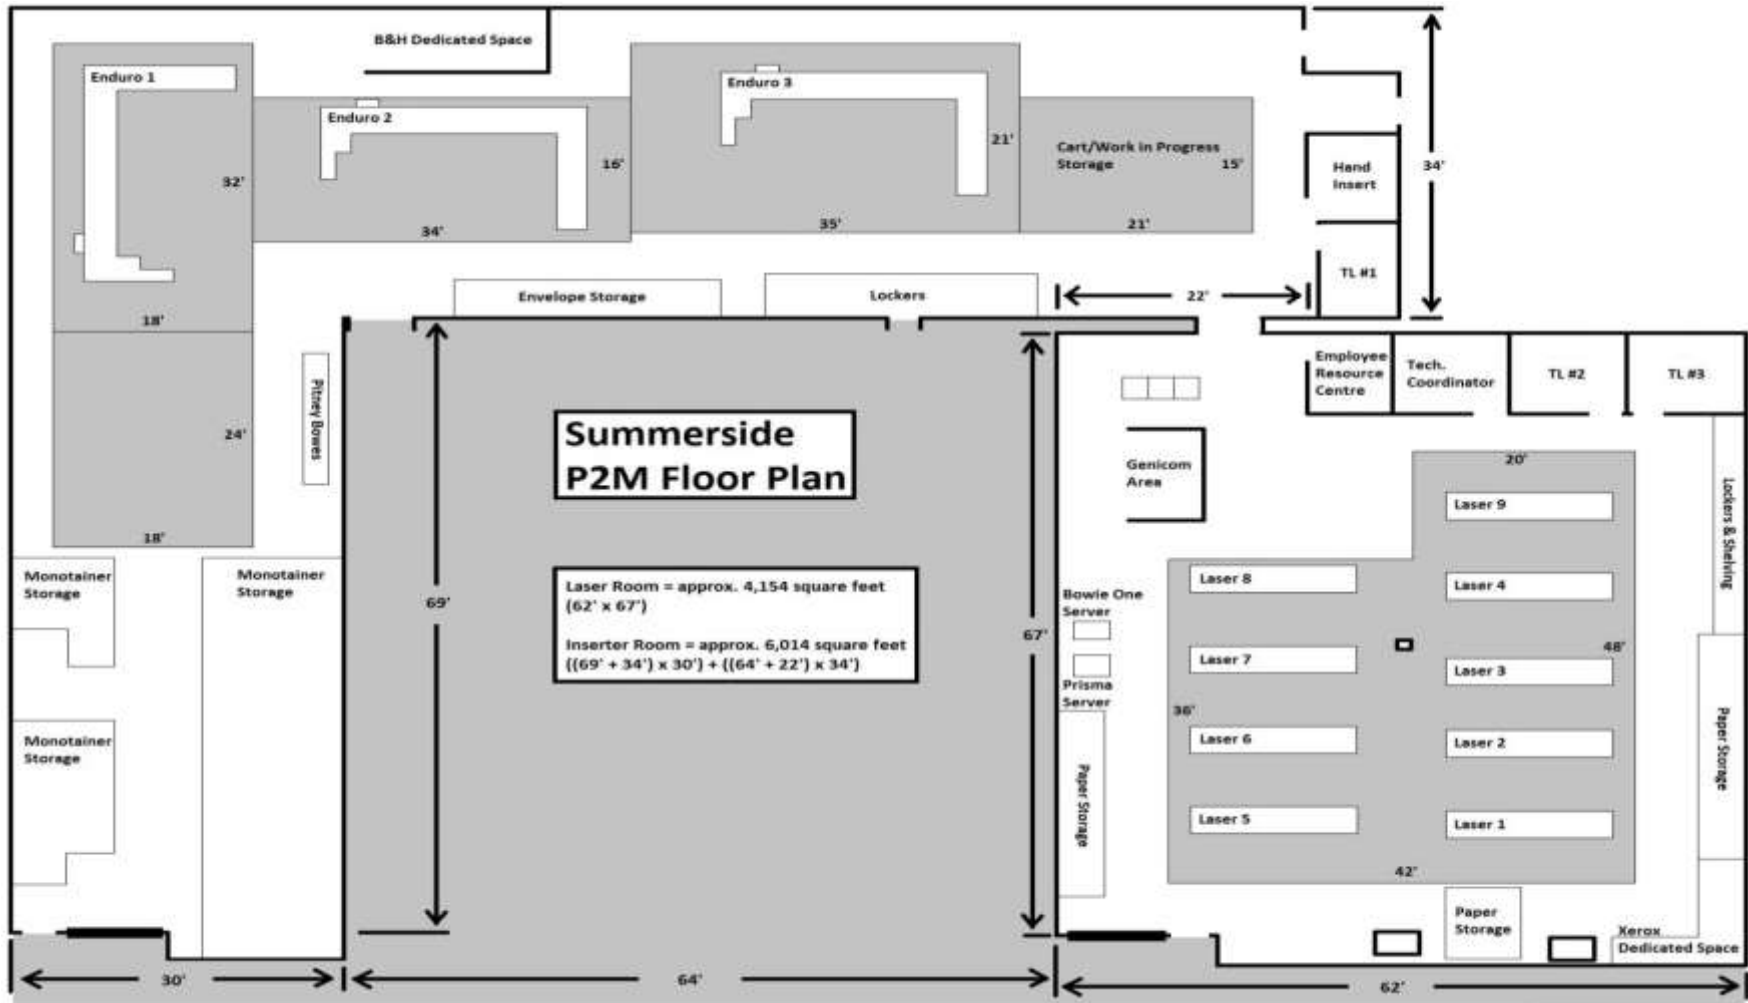 B&H Dedicated Space
Enduro 1
Enduro 2
Enduro 3
32'
16'
21'
Cart/Work in Progress
Storage
15'
34'
35'
21'
18'
Hand
Insert
34'
TL #1
Envelope Storage
Lockers
22'
Pitney Bowes
24'
18'
Summerside
P2M Floor Plan
Employee
Resource
Centre
Tech.
Coordinator
TL #2
TL #3
Genicom
Area
20'
Laser 9
Lockers & Shelving
Monotainer
Storage
Monotainer
Storage
69'
Laser Room = approx. 4,154 square feet
(62' x 67')
Inserter Room = approx. 6,014 square feet
((69' + 34') x 30') + ((64' + 22') x 34')
67'
Bowie One
Server
Prisma
Server
Laser 8
Laser 4
48'
Laser 7
Laser 3
36'
Laser 6
Laser 2
Paper Storage
Paper Storage
Laser 5
Laser 1
42'
Monotainer
Storage
Paper
Storage
Xerox
Dedicated Space
30'
64'
62'